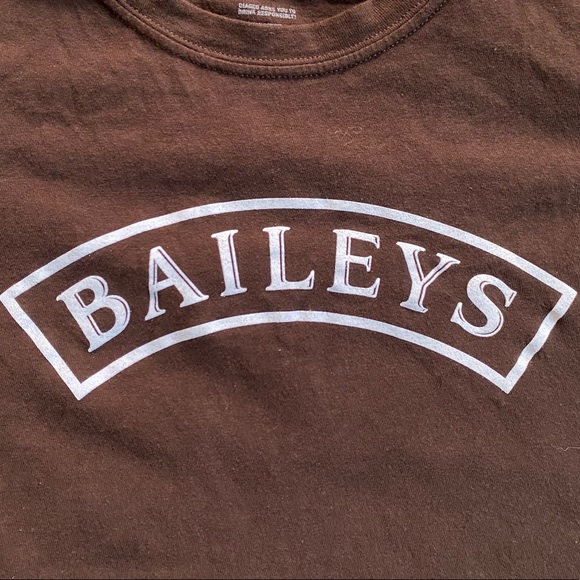 DIAGEO ASKS YOU TO
DRINK RESPONSIBLY.
BAILEYS